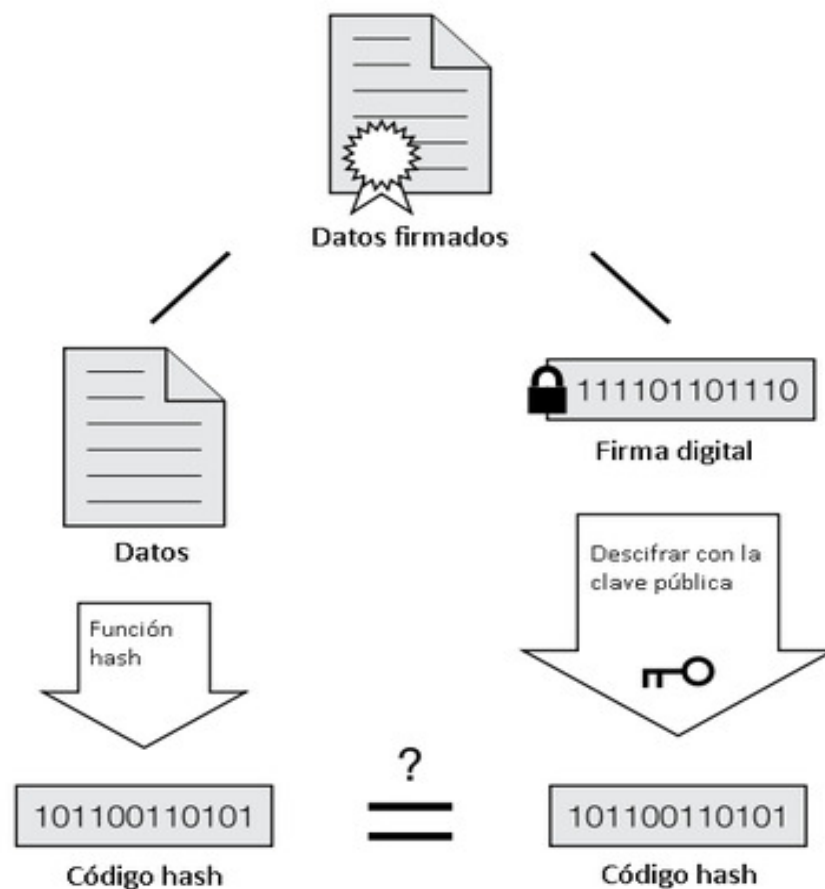 Datos firmados
111101101110
Firma digital
Datos
Descifrar con la
clave pública
Función
hash
?
101100110101
101100110101
Código hash
Código hash